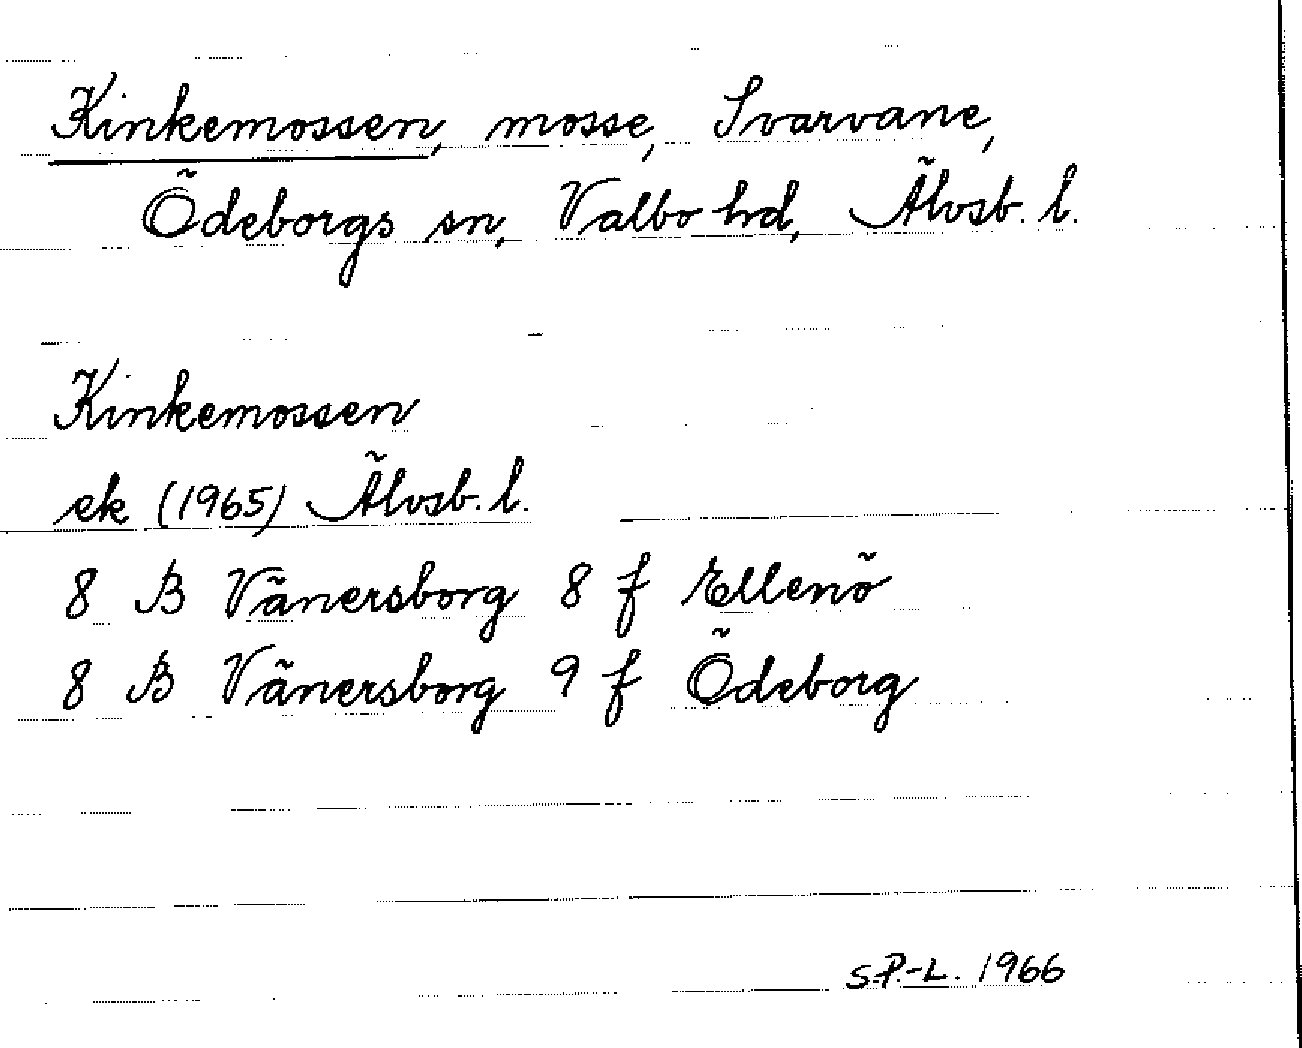 Kinkemossen, mosse, Svarvane,
Ödeborgs sn, Valbo hd, Älvsb. l.
Kinkemossen
ek (1965) Älvsb. l.
8 B Vänersborg 8 f Ellenö
8 B Vänersborg 9 f Ödeborg
S.P.-L. 1966